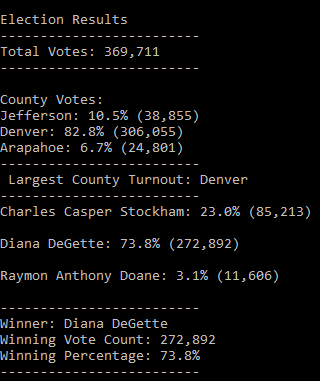 Election Results
-------------------------
Total Votes: 369,711
-------------------------
County Votes:
Jefferson: 10.5% (38,855)
Denver: 82.8% (306,055)
Arapahoe: 6.7% (24,801)
-------------------------
Largest County Turnout: Denver
-------------------------
Charles Casper Stockham: 23.0% (85,213)
Diana DeGette: 73.8% (272,892)
Raymon Anthony Doane: 3.1% (11,606)
-------------------------
Winner: Diana DeGette
Winning Vote Count: 272,892
Winning Percentage: 73.8%
-------------------------